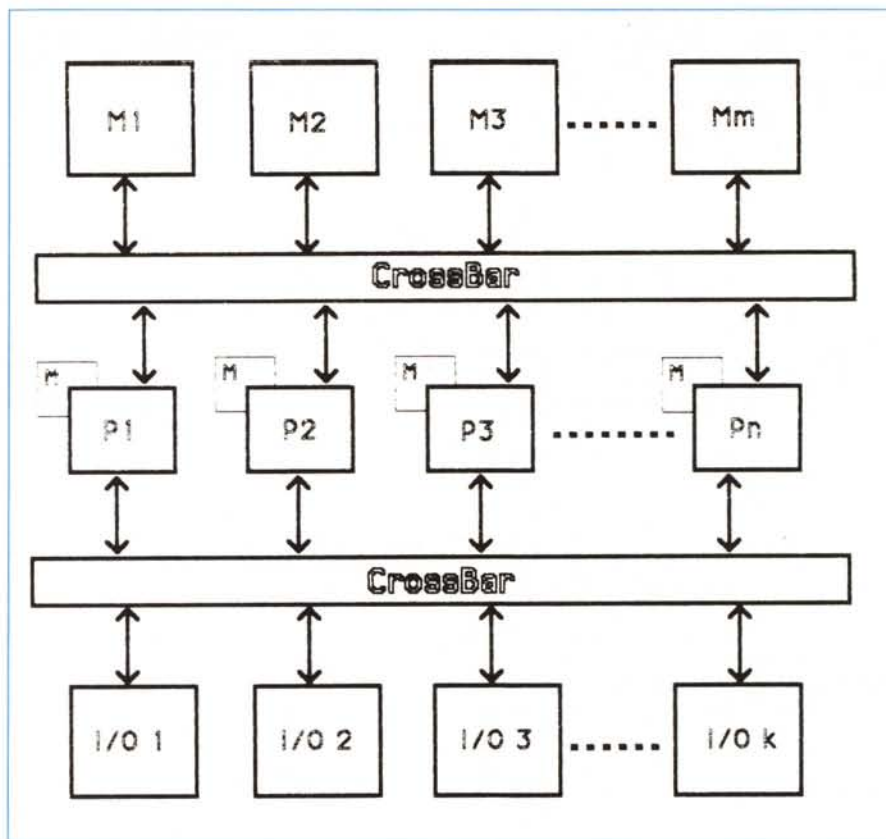 M1 M2 M3 Mm
CrossBar
M M M M
P1 P2 P3 Pn
CrossBar
I/O 1 I/O 2 I/O 3 I/O k